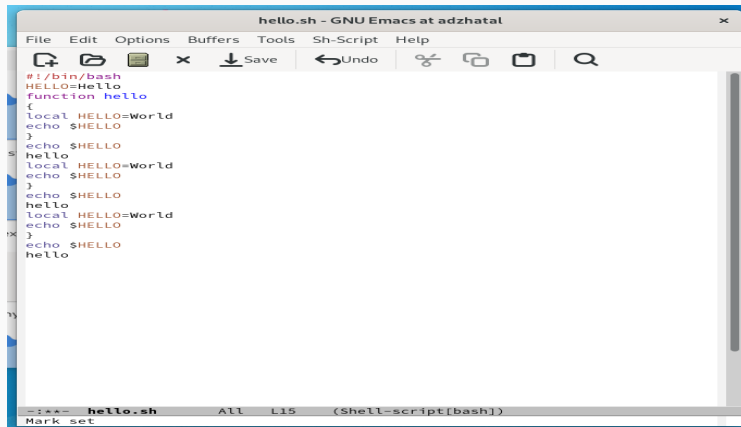 hello.sh - GNU Emacs at adzhatal ×
File Edit Options Buffers Tools Sh-Script Help
Save Undo
#!/bin/bash
HELLO=Hello
function hello
{
local HELLO=World
echo $HELLO
}
echo $HELLO
hello
local HELLO=World
echo $HELLO
}
echo $HELLO
hello
local HELLO=World
echo $HELLO
}
echo $HELLO
hello
-:**- hello.sh All L15 (Shell-script[bash])
Mark set